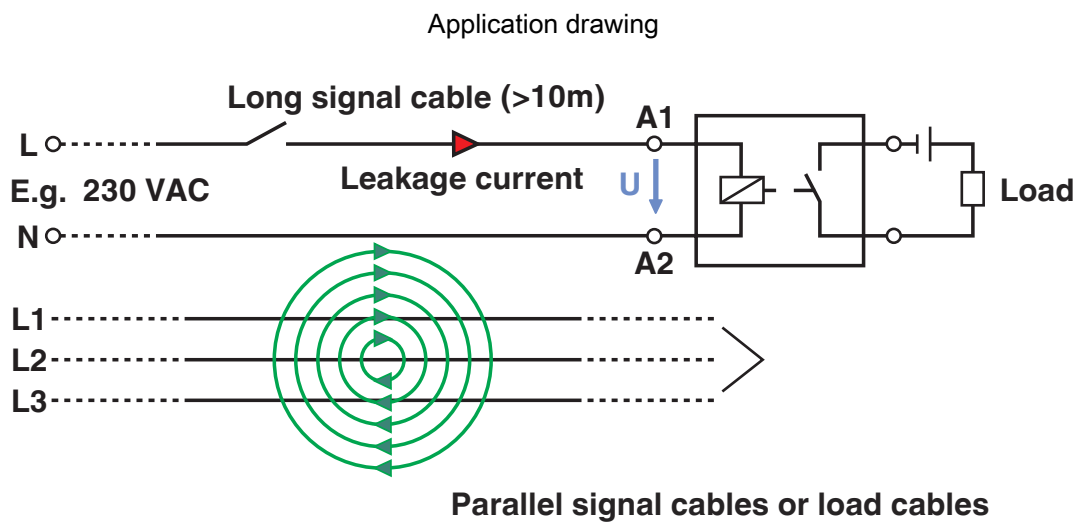 Application drawing
Long signal cable (>10m)
A1
L
Leakage current
U
Load
E.g. 230 VAC
N
A2
L1
L2
L3
Parallel signal cables or load cables